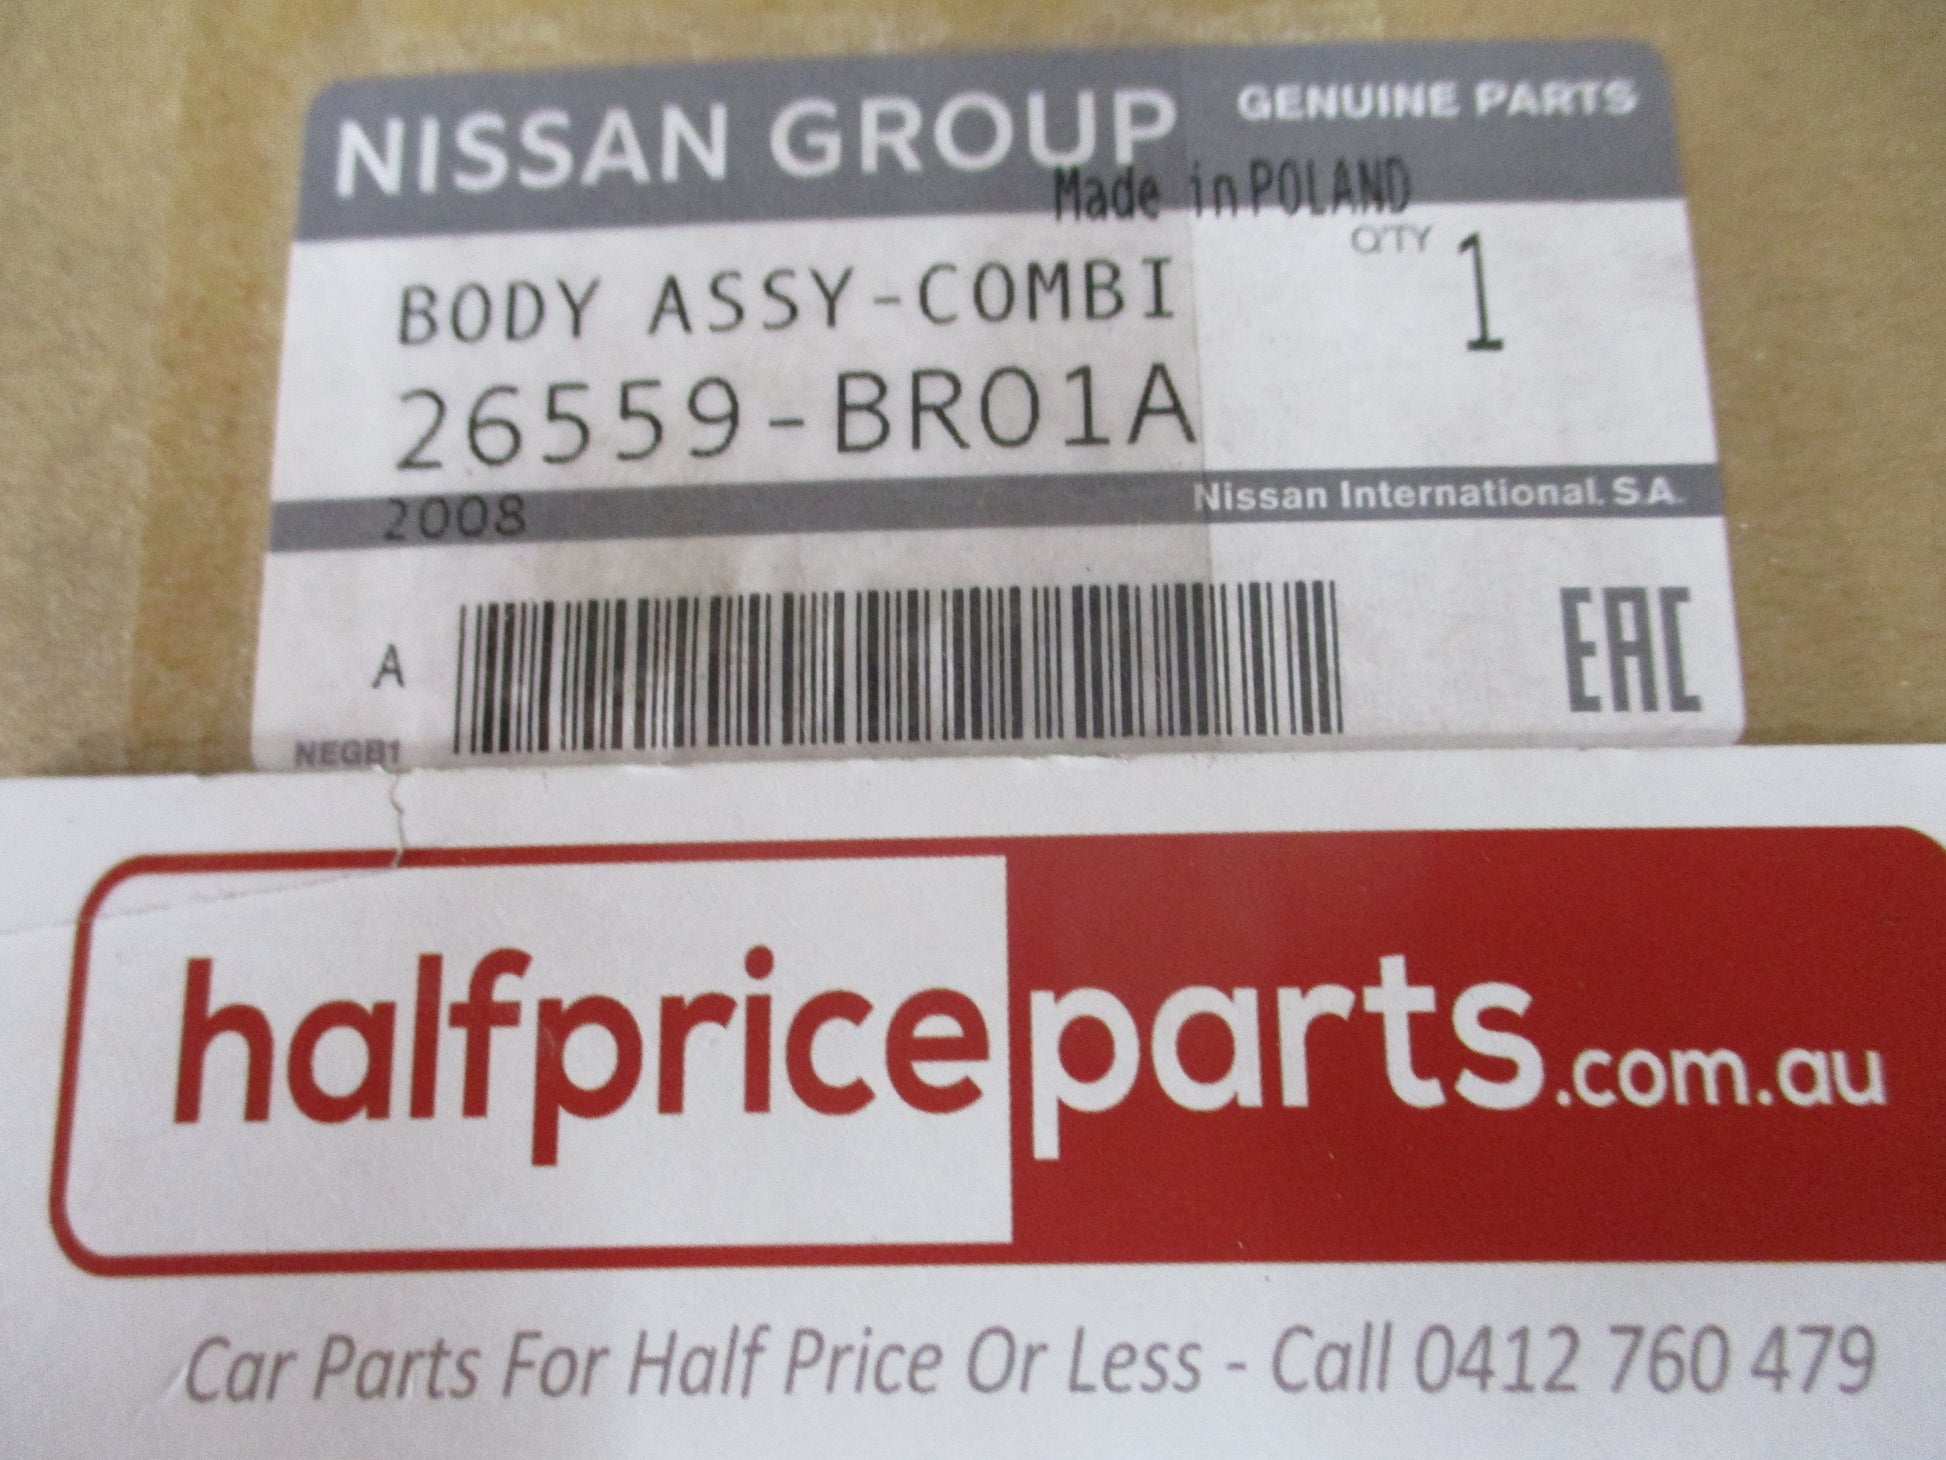 NISSAN GROUP GENUINE PARTS
Made in POLAND
QTY 1
BODY ASSY-COMBI
26559-BR01A
2008 Nissan International. S.A.
A
EAC
NEGB1
halfpriceparts.com.au
Car Parts For Half Price Or Less - Call 0412 760 479